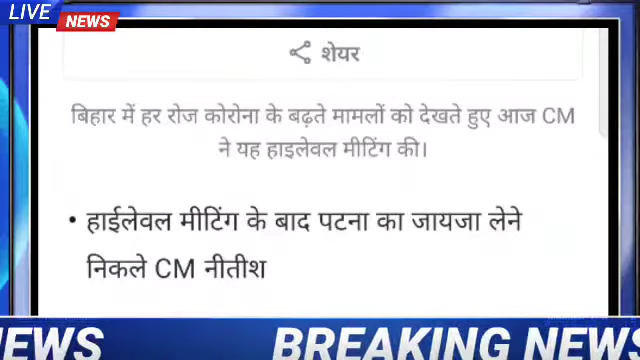 LIVE
NEWS
शेयर
बिहार में हर रोज कोरोना के बढ़ते मामलों को देखते हुए आज CM
ने यह हाइलेवल मीटिंग की।
• हाईलेवल मीटिंग के बाद पटना का जायजा लेने
निकले CM नीतीश
EWS BREAKING NEWS